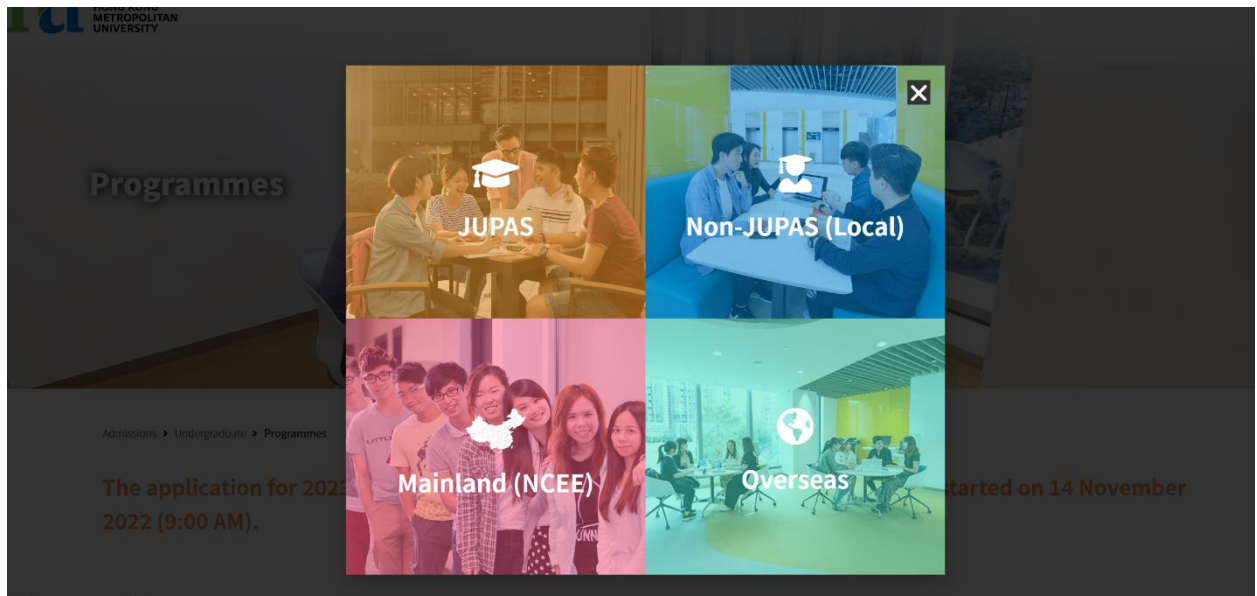 HONG KONG
METROPOLITAN
UNIVERSITY
Programmes
JUPAS
Non-JUPAS (Local)
Mainland (NCEE)
Overseas
Admissions > Undergraduate > Programmes
The application for 202
started on 14 November
2022 (9:00 AM).